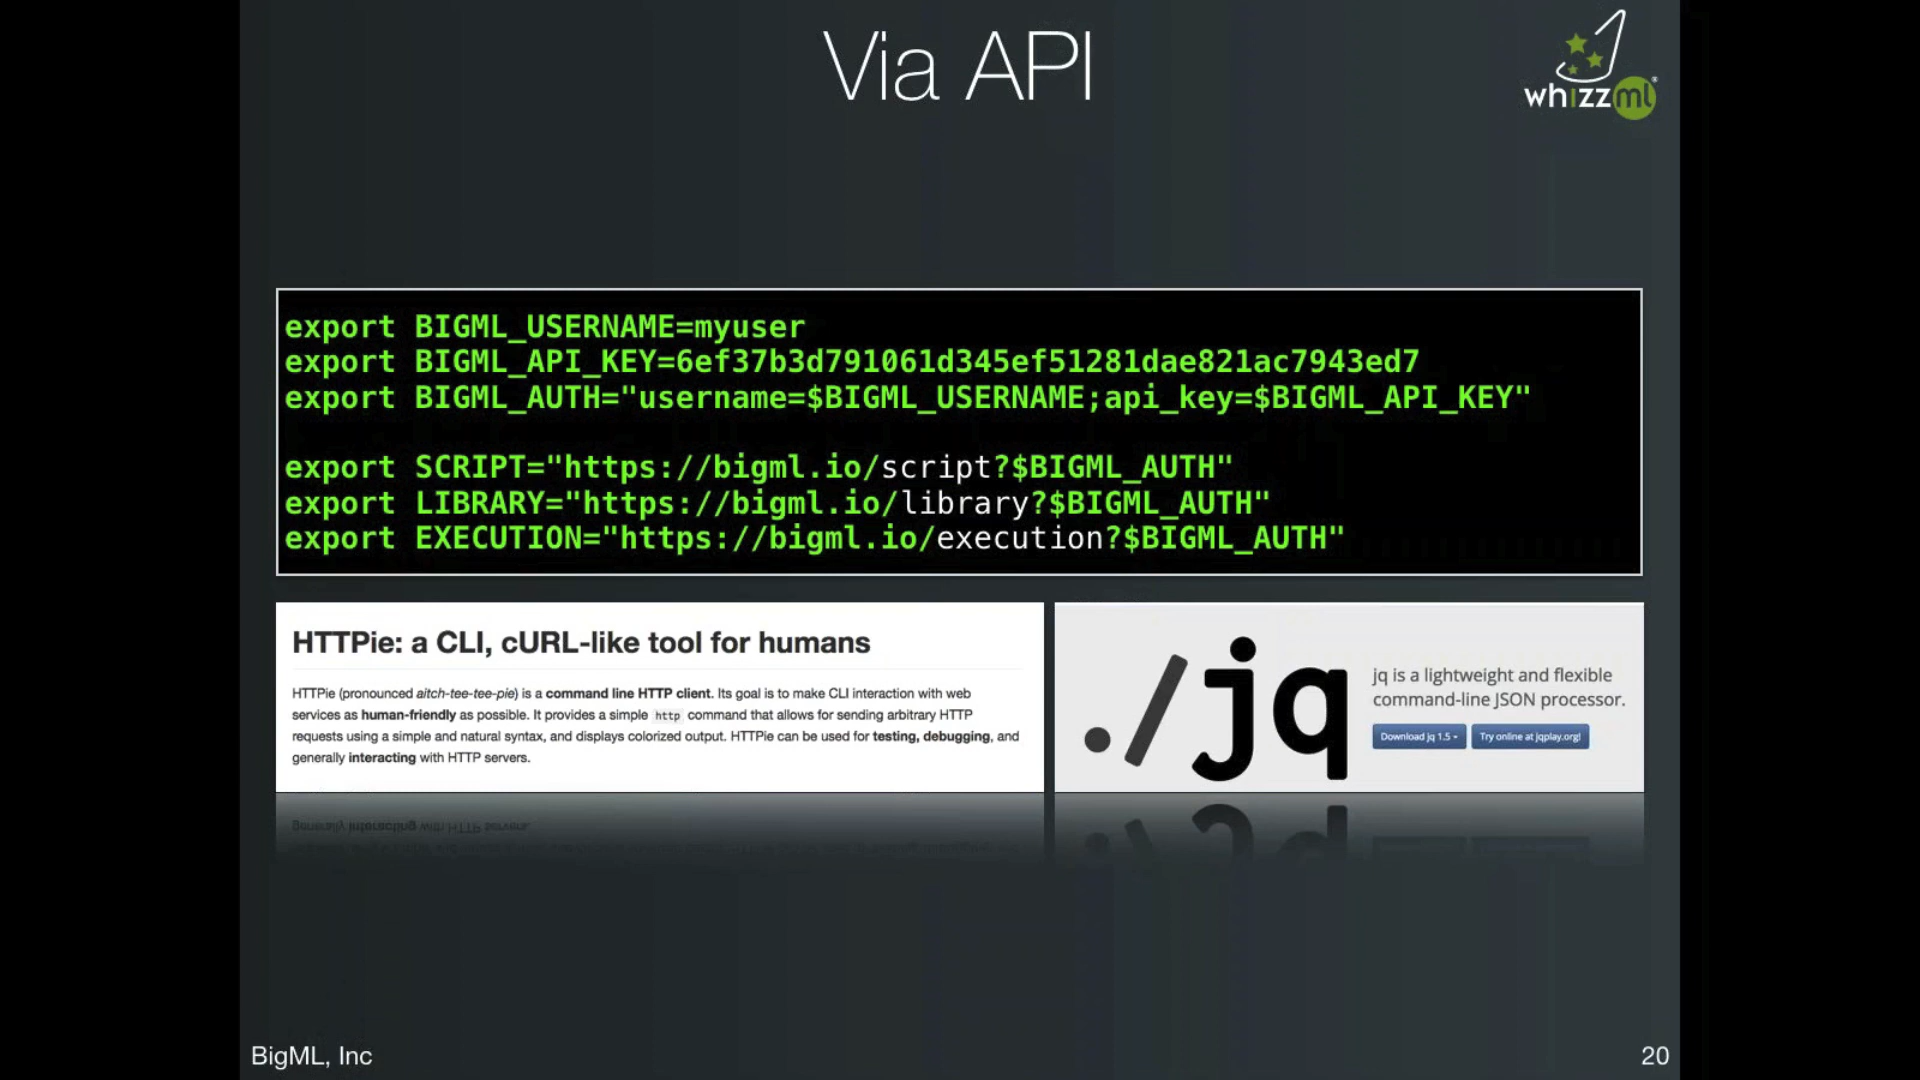 Via API
whizzml
export BIGML_USERNAME=myuser
export BIGML_API_KEY=6ef37b3d791061d345ef51281dae821ac7943ed7
export BIGML_AUTH="username=$BIGML_USERNAME;api_key=$BIGML_API_KEY"
export SCRIPT="https://bigml.io/script?$BIGML_AUTH"
export LIBRARY="https://bigml.io/library?$BIGML_AUTH"
export EXECUTION="https://bigml.io/execution?$BIGML_AUTH"
HTTPie: a CLI, cURL-like tool for humans
HTTPie (pronounced aitch-tee-tee-pie) is a command line HTTP client. Its goal is to make CLI interaction with web
services as human-friendly as possible. It provides a simple http command that allows for sending arbitrary HTTP
requests using a simple and natural syntax, and displays colorized output. HTTPie can be used for testing, debugging, and
generally interacting with HTTP servers.
./jq
jq is a lightweight and flexible
command-line JSON processor.
Download jq 1.5
Try online at jqplay.org!
BigML, Inc
20